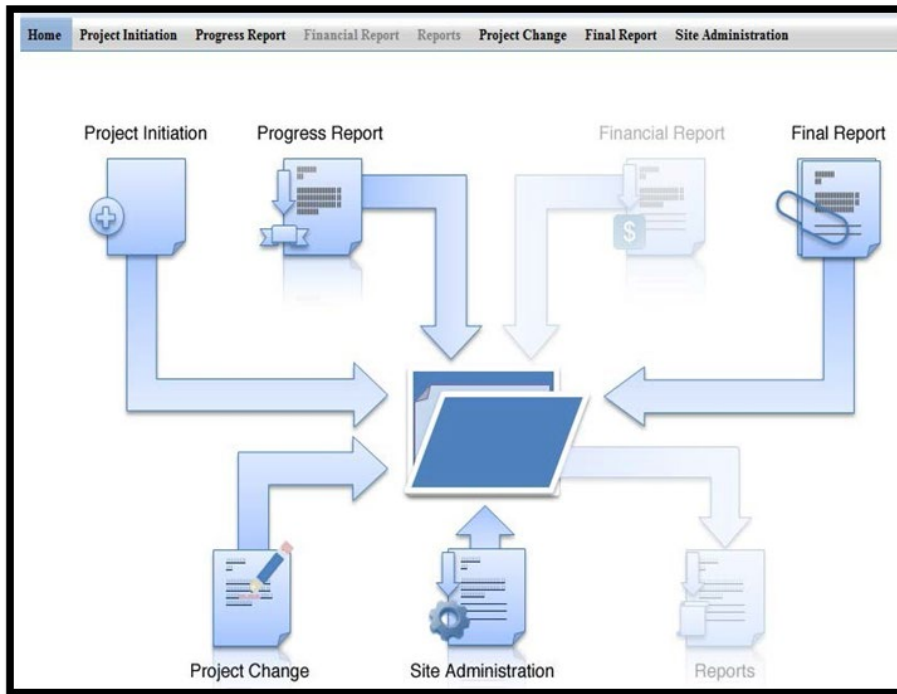 Home Project Initiation Progress Report Financial Report Reports Project Change Final Report Site Administration
Project Initiation
Progress Report
Financial Report
Final Report
$
Project Change
Site Administration
Reports